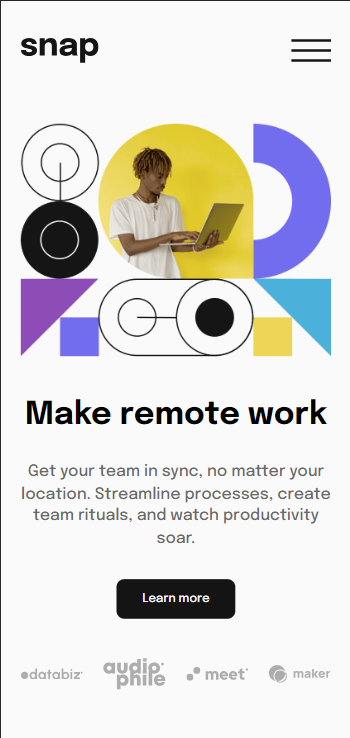 snap
Make remote work
Get your team in sync, no matter your
location. Streamline processes, create
team rituals, and watch productivity
soar.
Learn more
databiz
audio
phile
meet
maker